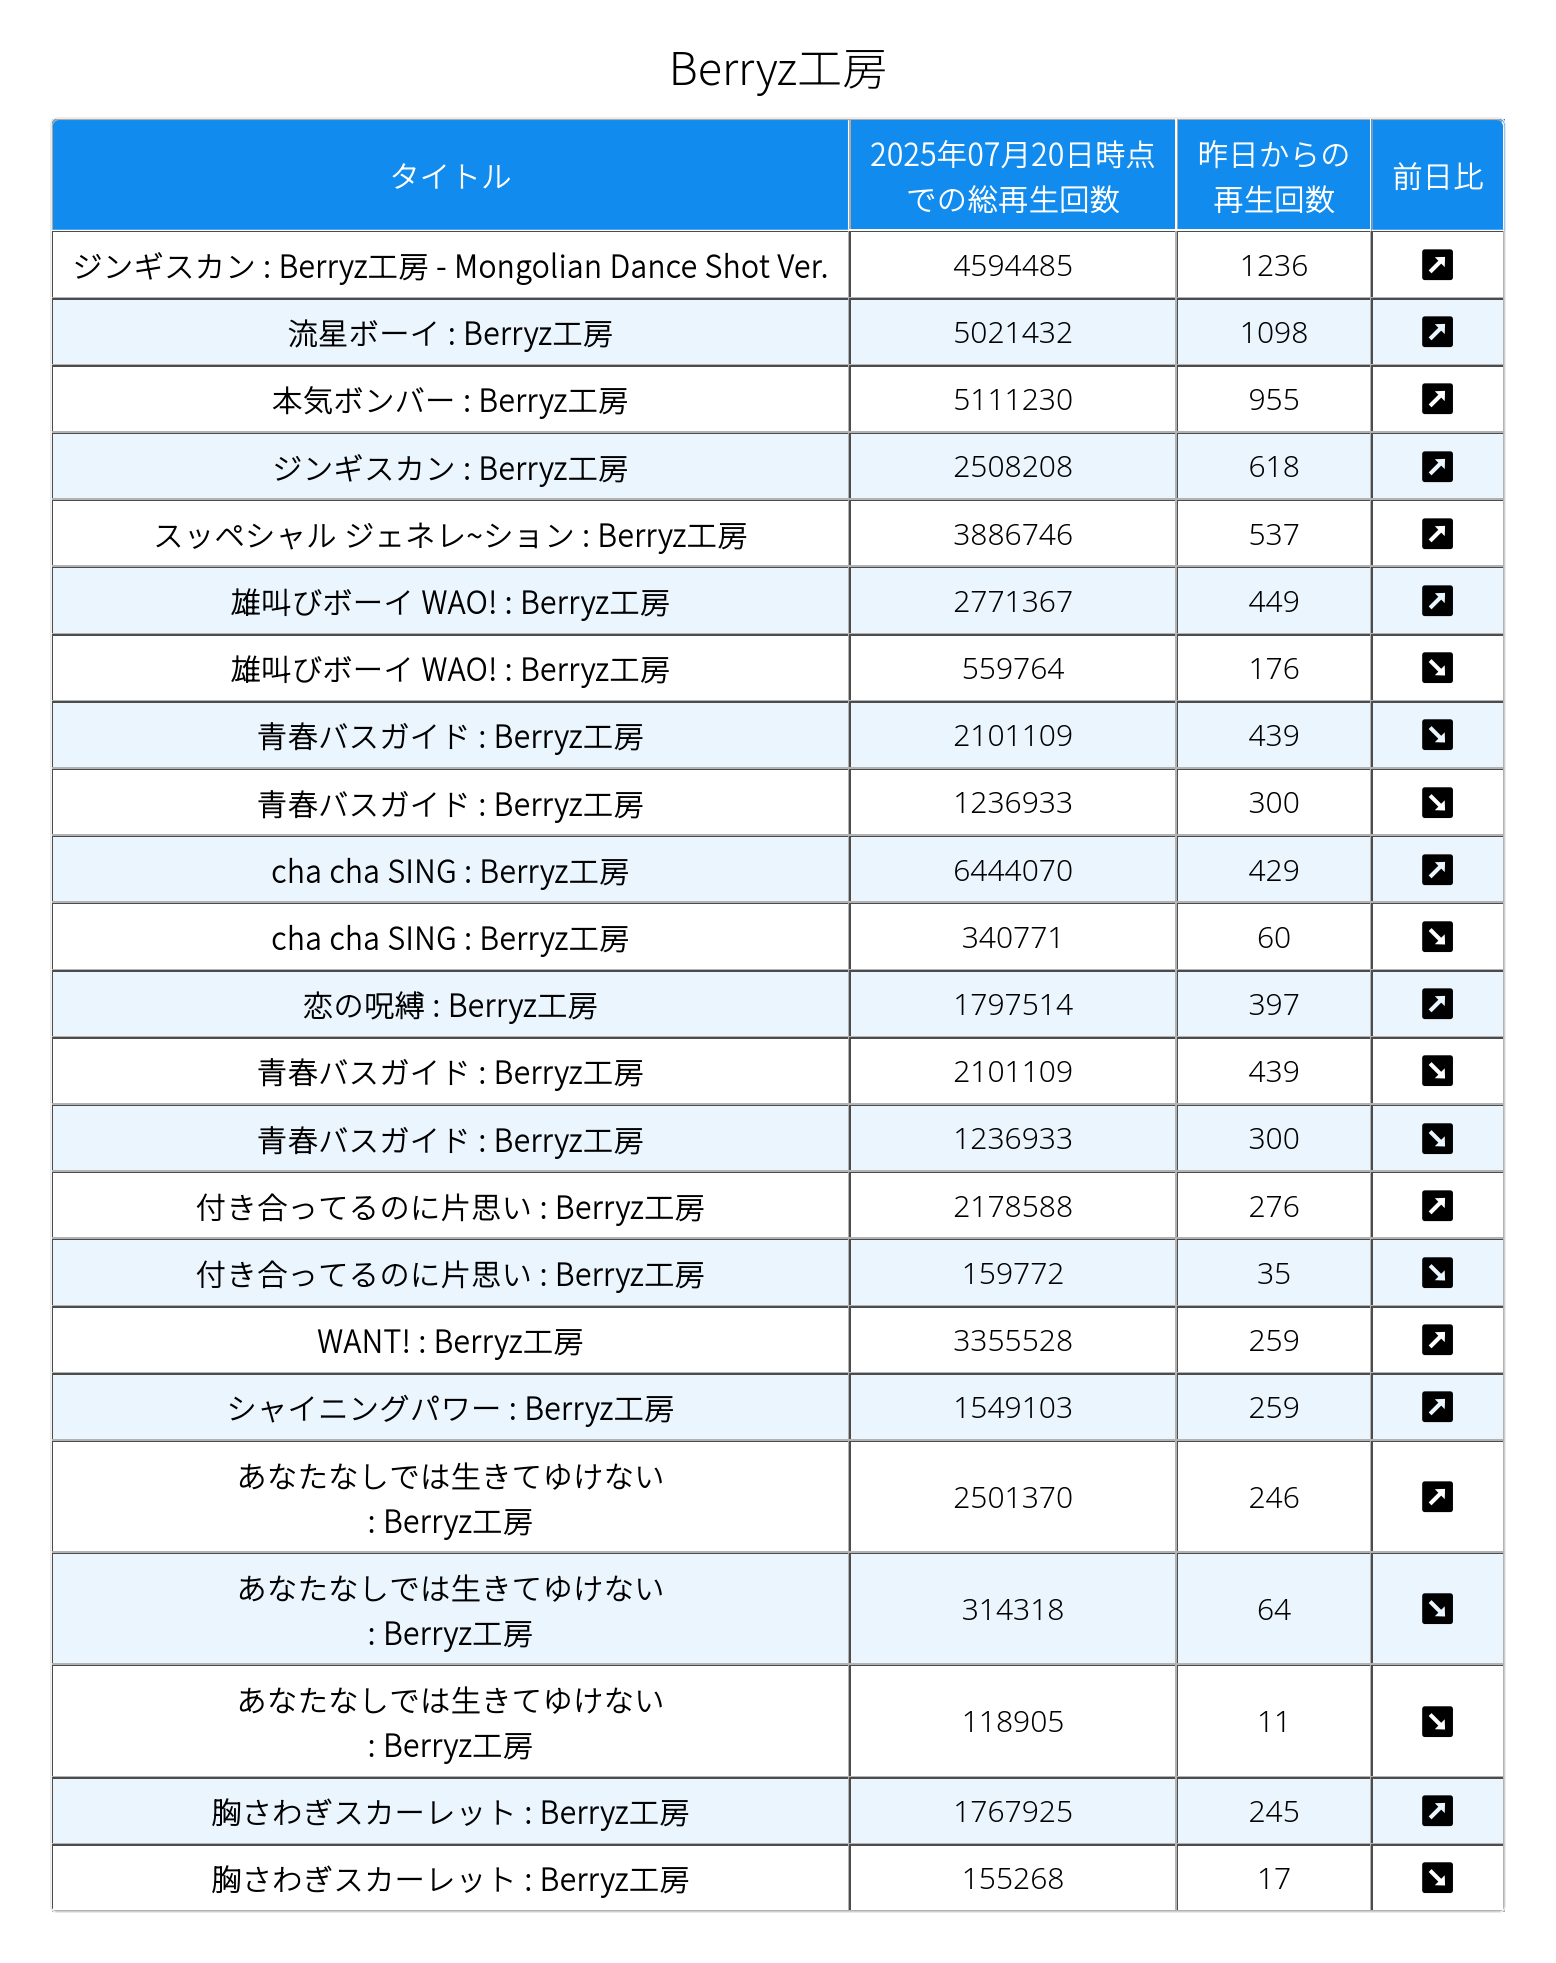 Berryz工房
タイトル 2025年07月20日時点 での総再生回数 昨日からの 再生回数 前日比
ジンギスカン : Berryz工房 - Mongolian Dance Shot Ver. 4594485 1236
流星ボーイ : Berryz工房 5021432 1098
本気ボンバー : Berryz工房 5111230 955
ジンギスカン : Berryz工房 2508208 618
スッペシャル ジェネレ~ション : Berryz工房 3886746 537
雄叫びボーイ WAO! : Berryz工房 2771367 449
雄叫びボーイ WAO! : Berryz工房 559764 176
青春バスガイド : Berryz工房 2101109 439
青春バスガイド : Berryz工房 1236933 300
cha cha SING : Berryz工房 6444070 429
cha cha SING : Berryz工房 340771 60
恋の呪縛 : Berryz工房 1797514 397
青春バスガイド : Berryz工房 2101109 439
青春バスガイド : Berryz工房 1236933 300
付き合ってるのに片思い : Berryz工房 2178588 276
付き合ってるのに片思い : Berryz工房 159772 35
WANT! : Berryz工房 3355528 259
シャイニングパワー : Berryz工房 1549103 259
あなたなしでは生きてゆけない
: Berryz工房 2501370 246
あなたなしでは生きてゆけない
: Berryz工房 314318 64
あなたなしでは生きてゆけない
: Berryz工房 118905 11
胸さわぎスカーレット : Berryz工房 1767925 245
胸さわぎスカーレット : Berryz工房 155268 17